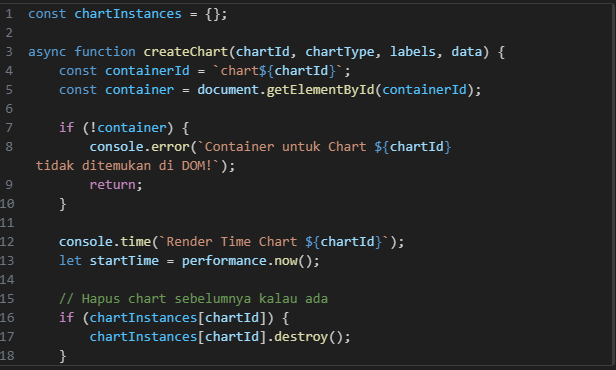 1 const chartInstances = {};
2
3 async function createChart(chartId, chartType, labels, data) {
4     const containerId = `chart${chartId}`;
5     const container = document.getElementById(containerId);
6
7     if (!container) {
8         console.error(`Container untuk Chart ${chartId}
 tidak ditemukan di DOM!`);
9         return;
10     }
11
12     console.time(`Render Time Chart ${chartId}`);
13     let startTime = performance.now();
14
15     // Hapus chart sebelumnya kalau ada
16     if (chartInstances[chartId]) {
17         chartInstances[chartId].destroy();
18     }